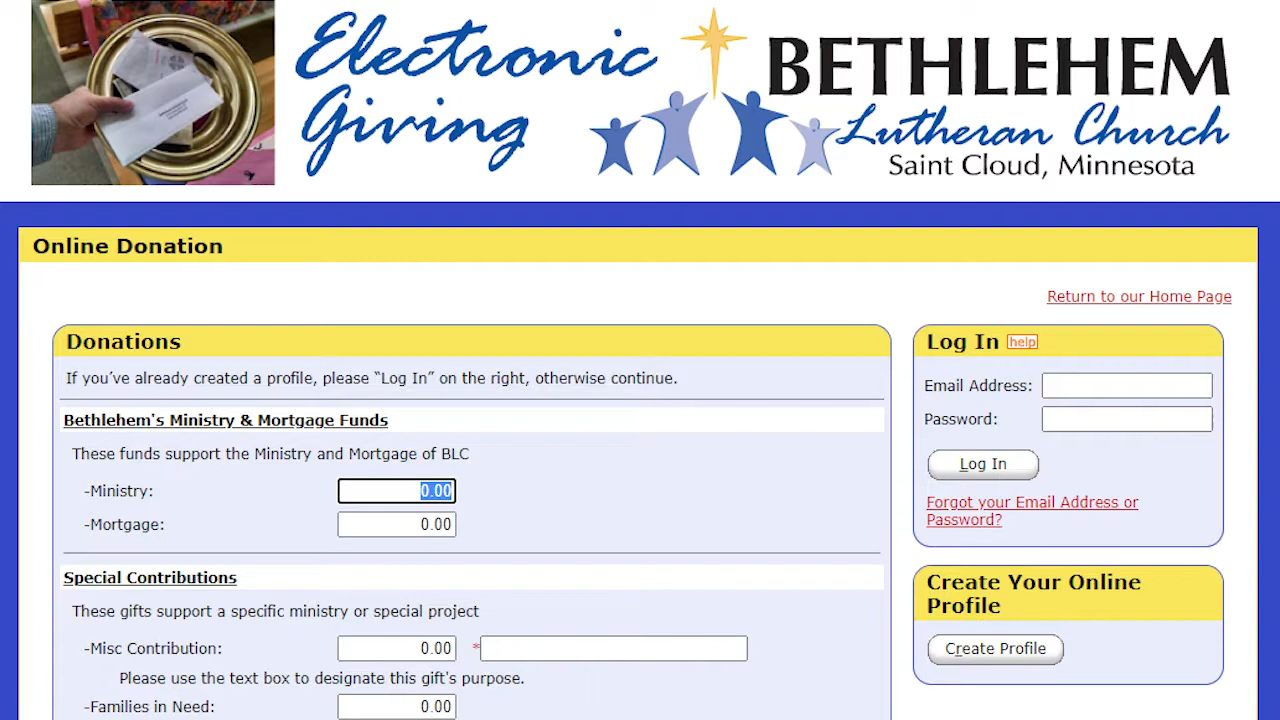 Electronic
Giving
BETHLEHEM
Lutheran Church
Saint Cloud, Minnesota
Online Donation
Return to our Home Page
Donations
If you’ve already created a profile, please “Log In” on the right, otherwise continue.
Bethlehem's Ministry & Mortgage Funds
These funds support the Ministry and Mortgage of BLC
-Ministry: 0.00
-Mortgage: 0.00
Special Contributions
These gifts support a specific ministry or special project
-Misc Contribution: 0.00 *
Please use the text box to designate this gift's purpose.
-Families in Need: 0.00
Log In help
Email Address:
Password:
Log In
Forgot your Email Address or
Password?
Create Your Online
Profile
Create Profile